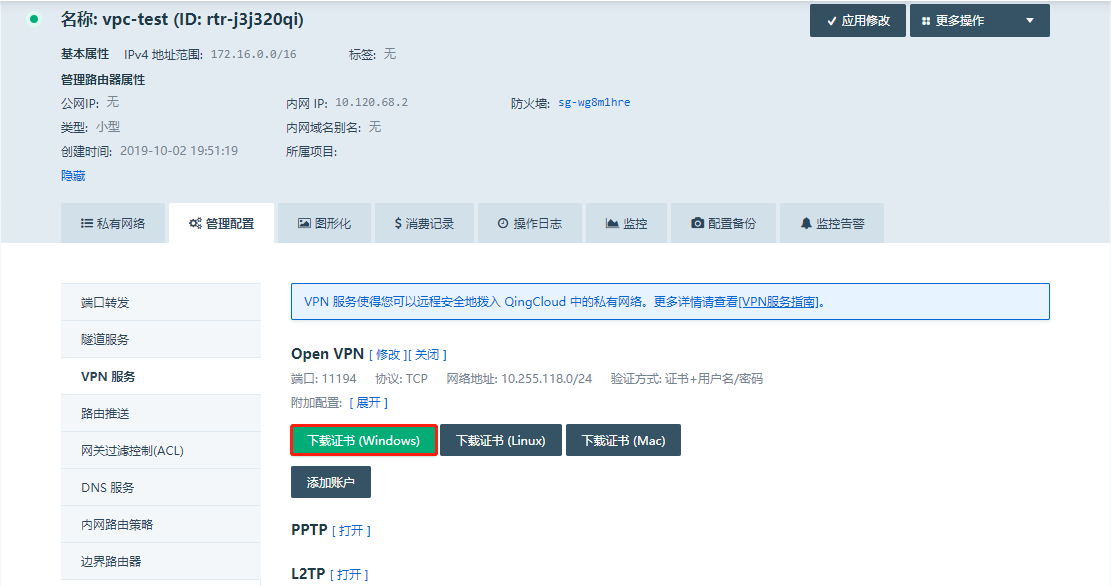 名称: vpc-test (ID: rtr-j3j320qi)
应用修改 更多操作
基本属性 IPv4 地址范围: 172.16.0.0/16 标签: 无
管理路由器属性
公网IP: 无 内网 IP: 10.120.68.2 防火墙: sg-wg8m1hre
类型: 小型 内网域名别名: 无
创建时间: 2019-10-02 19:51:19 所属项目:
隐藏
私有网络 管理配置 图形化 $ 消费记录 操作日志 监控 配置备份 监控告警
端口转发
隧道服务
VPN 服务
路由推送
网关过滤控制(ACL)
DNS 服务
内网路由策略
边界路由器
VPN 服务使得您可以远程安全地拨入 QingCloud 中的私有网络。更多详情请查看[VPN服务指南]。
Open VPN [ 修改 ][ 关闭 ]
端口: 11194 协议: TCP 网络地址: 10.255.118.0/24 验证方式: 证书+用户名/密码
附加配置: [ 展开 ]
下载证书 (Windows) 下载证书 (Linux) 下载证书 (Mac)
添加账户
PPTP [ 打开 ]
L2TP [ 打开 ]